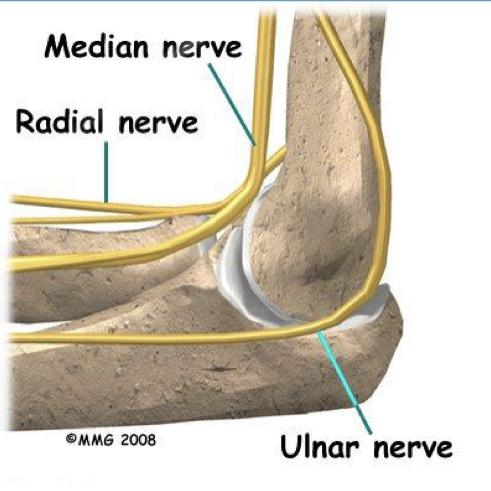 Median nerve
Radial nerve
©MMG 2008
Ulnar nerve